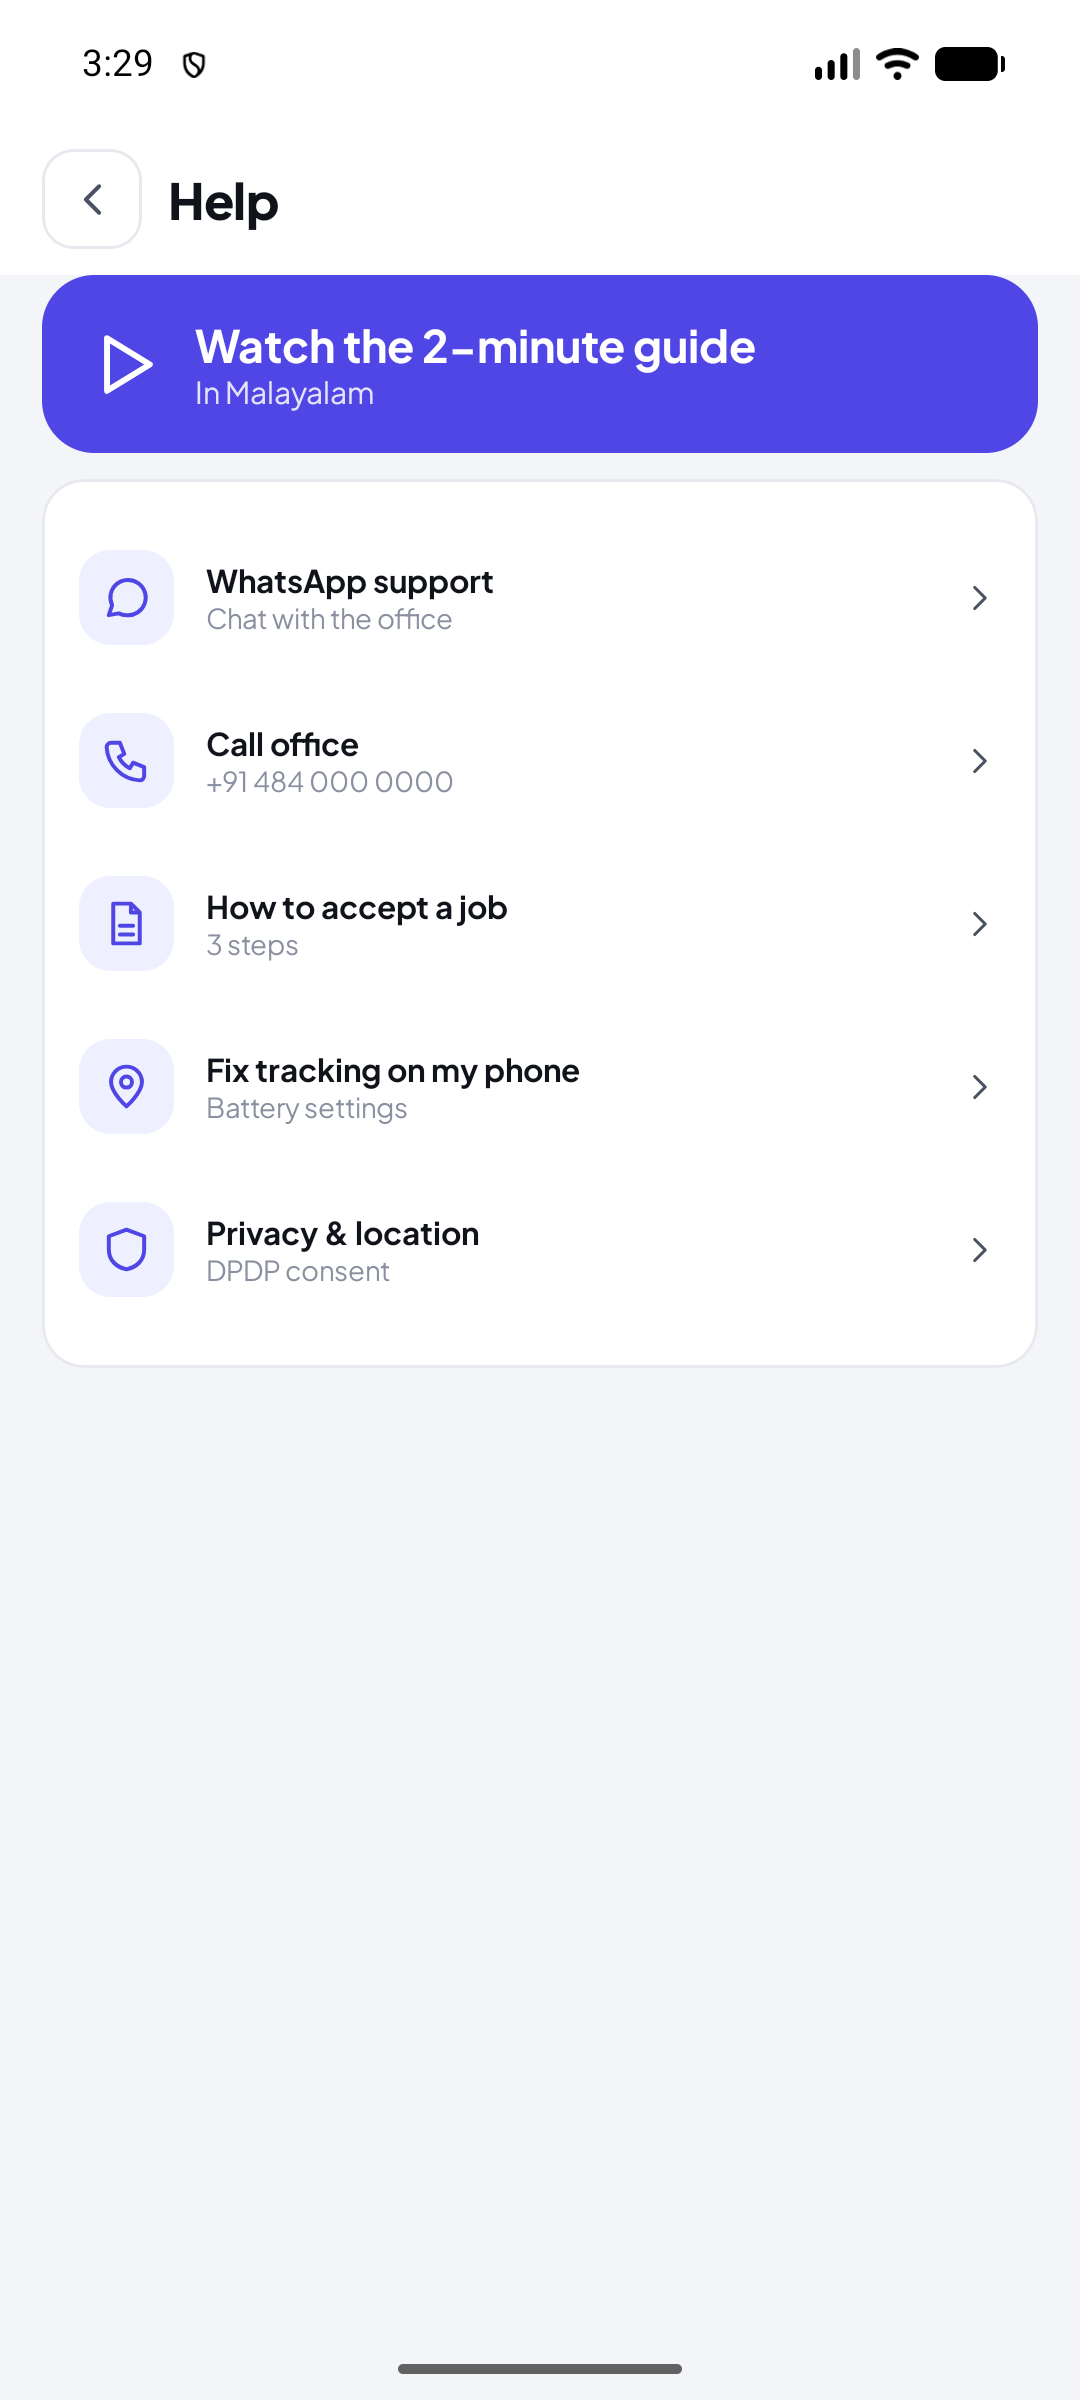 3:29
Help
Watch the 2-minute guide
In Malayalam
WhatsApp support
Chat with the office
Call office
+91 484 000 0000
How to accept a job
3 steps
Fix tracking on my phone
Battery settings
Privacy & location
DPDP consent